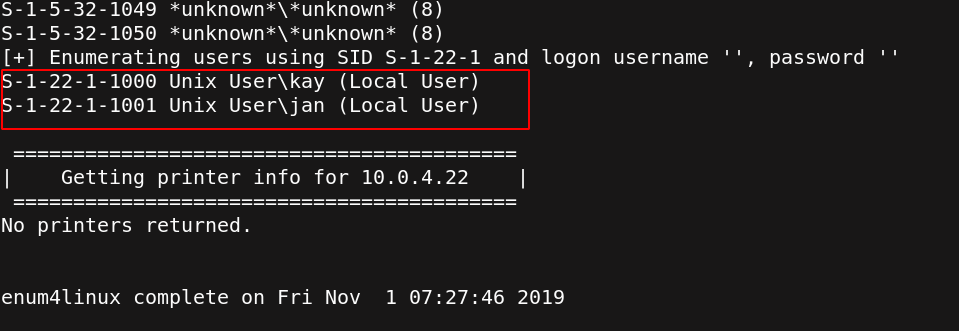 S-1-5-32-1049 *unknown*\*unknown* (8)
S-1-5-32-1050 *unknown*\*unknown* (8)
[+] Enumerating users using SID S-1-22-1 and logon username '', password ''
S-1-22-1-1000 Unix User\kay (Local User)
S-1-22-1-1001 Unix User\jan (Local User)
 ==========================================
|    Getting printer info for 10.0.4.22    |
 ==========================================
No printers returned.
enum4linux complete on Fri Nov  1 07:27:46 2019